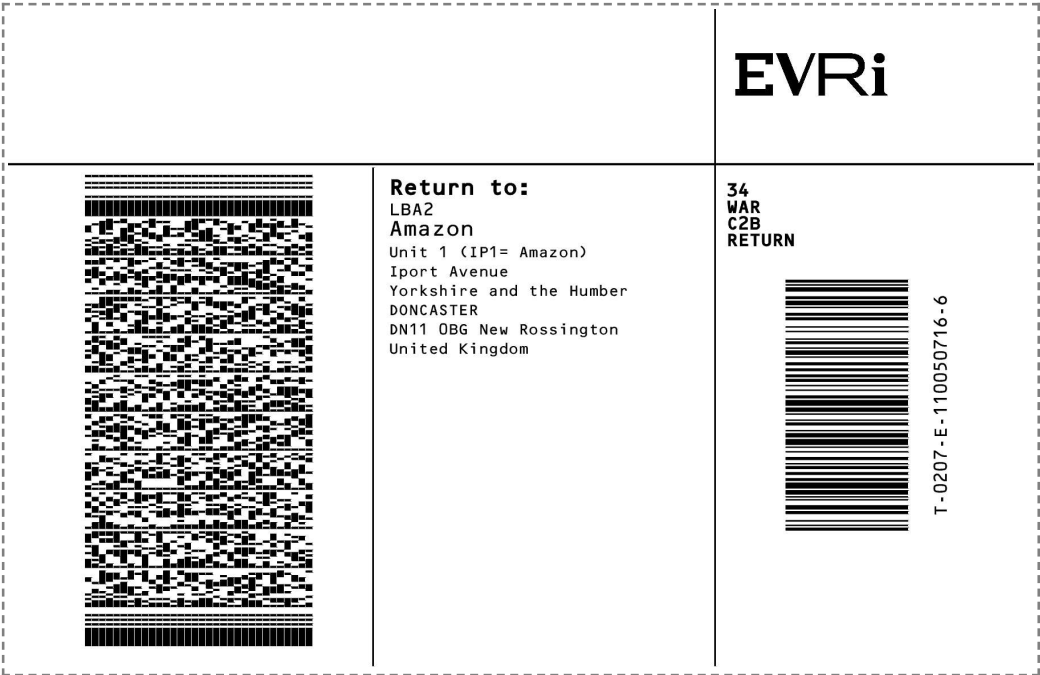 EVRi
Return to:
LBA2
Amazon
Unit 1 (IP1= Amazon)
Iport Avenue
Yorkshire and the Humber
DONCASTER
DN11 0BG New Rossington
United Kingdom
34
WAR
C2B
RETURN
T-0207-E-110050716-6